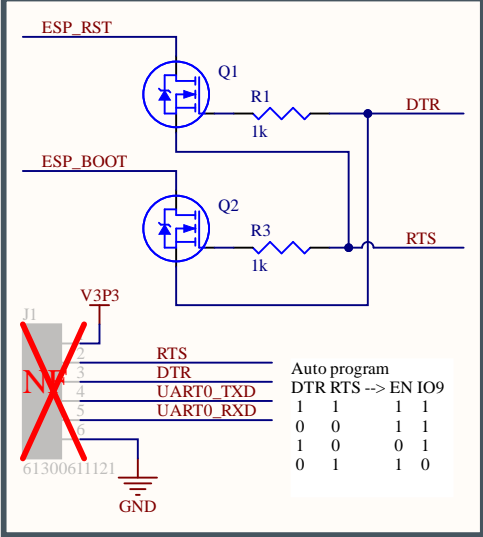 ESP_RST
Q1
R1
DTR
1k
ESP_BOOT
Q2
R3
RTS
1k
V3P3
J1
2
RTS
3
DTR
NF
4
UART0_TXD
5
UART0_RXD
6
61300611121
GND
Auto program
DTR RTS --> EN IO9
1 1 1 1
0 0 1 1
1 0 0 1
0 1 1 0